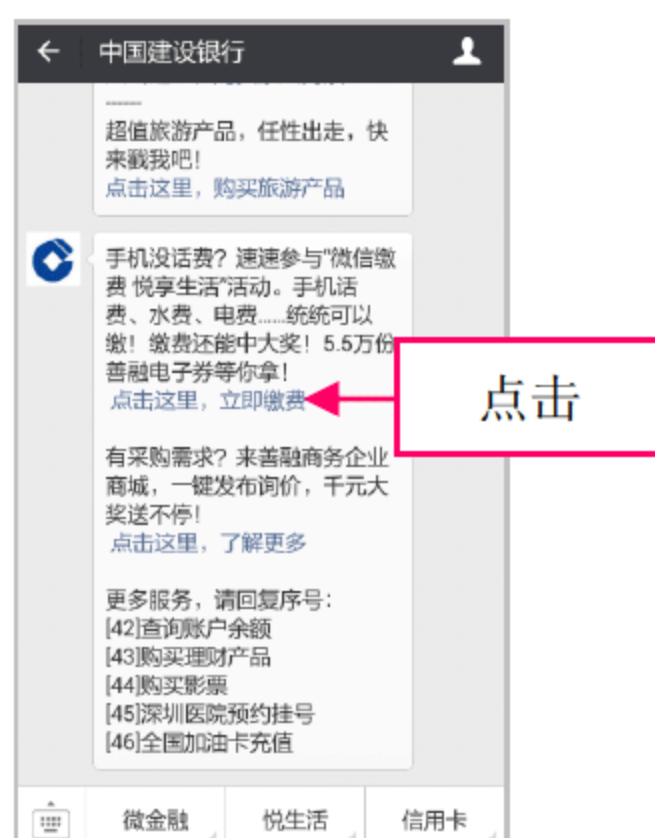 中国建设银行
------
超值旅游产品，任性出走，快
来戳我吧！
点击这里，购买旅游产品
手机没话费？速速参与"微信缴
费 悦享生活"活动。手机话
费、水费、电费......统统可以
缴！缴费还能中大奖！5.5万份
善融电子券等你拿！
点击这里，立即缴费
点击
有采购需求？来善融商务企业
商城，一键发布询价，千元大
奖送不停！
点击这里，了解更多
更多服务，请回复序号：
[42]查询账户余额
[43]购买理财产品
[44]购买影票
[45]深圳医院预约挂号
[46]全国加油卡充值
微金融
悦生活
信用卡